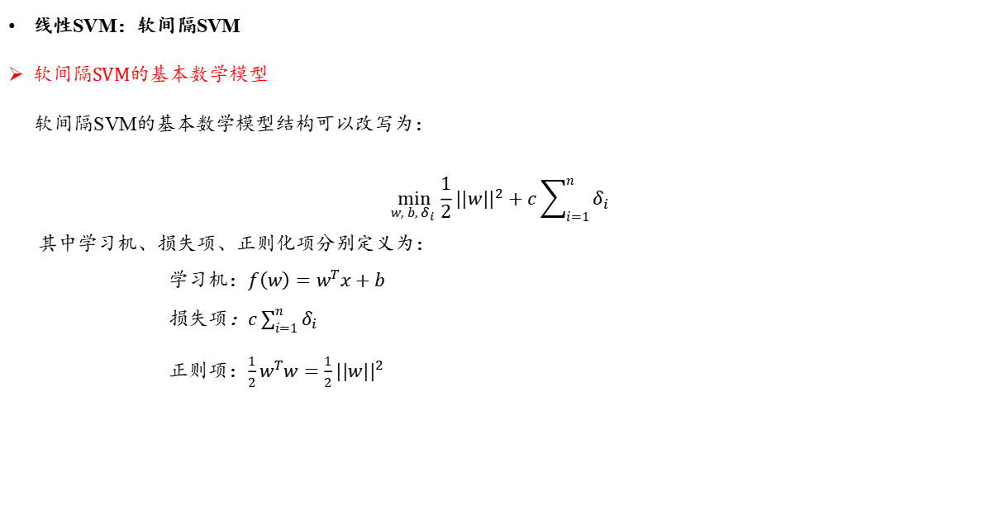 • 线性SVM：软间隔SVM
➢ 软间隔SVM的基本数学模型
软间隔SVM的基本数学模型结构可以改写为：
$\min_{w,b,\delta_i} \frac{1}{2}||w||^2 + c\sum_{i=1}^{n} \delta_i$
其中学习机、损失项、正则化项分别定义为：
学习机：$f(w) = w^T x + b$
损失项：$c\sum_{i=1}^{n} \delta_i$
正则项：$\frac{1}{2}w^T w = \frac{1}{2}||w||^2$